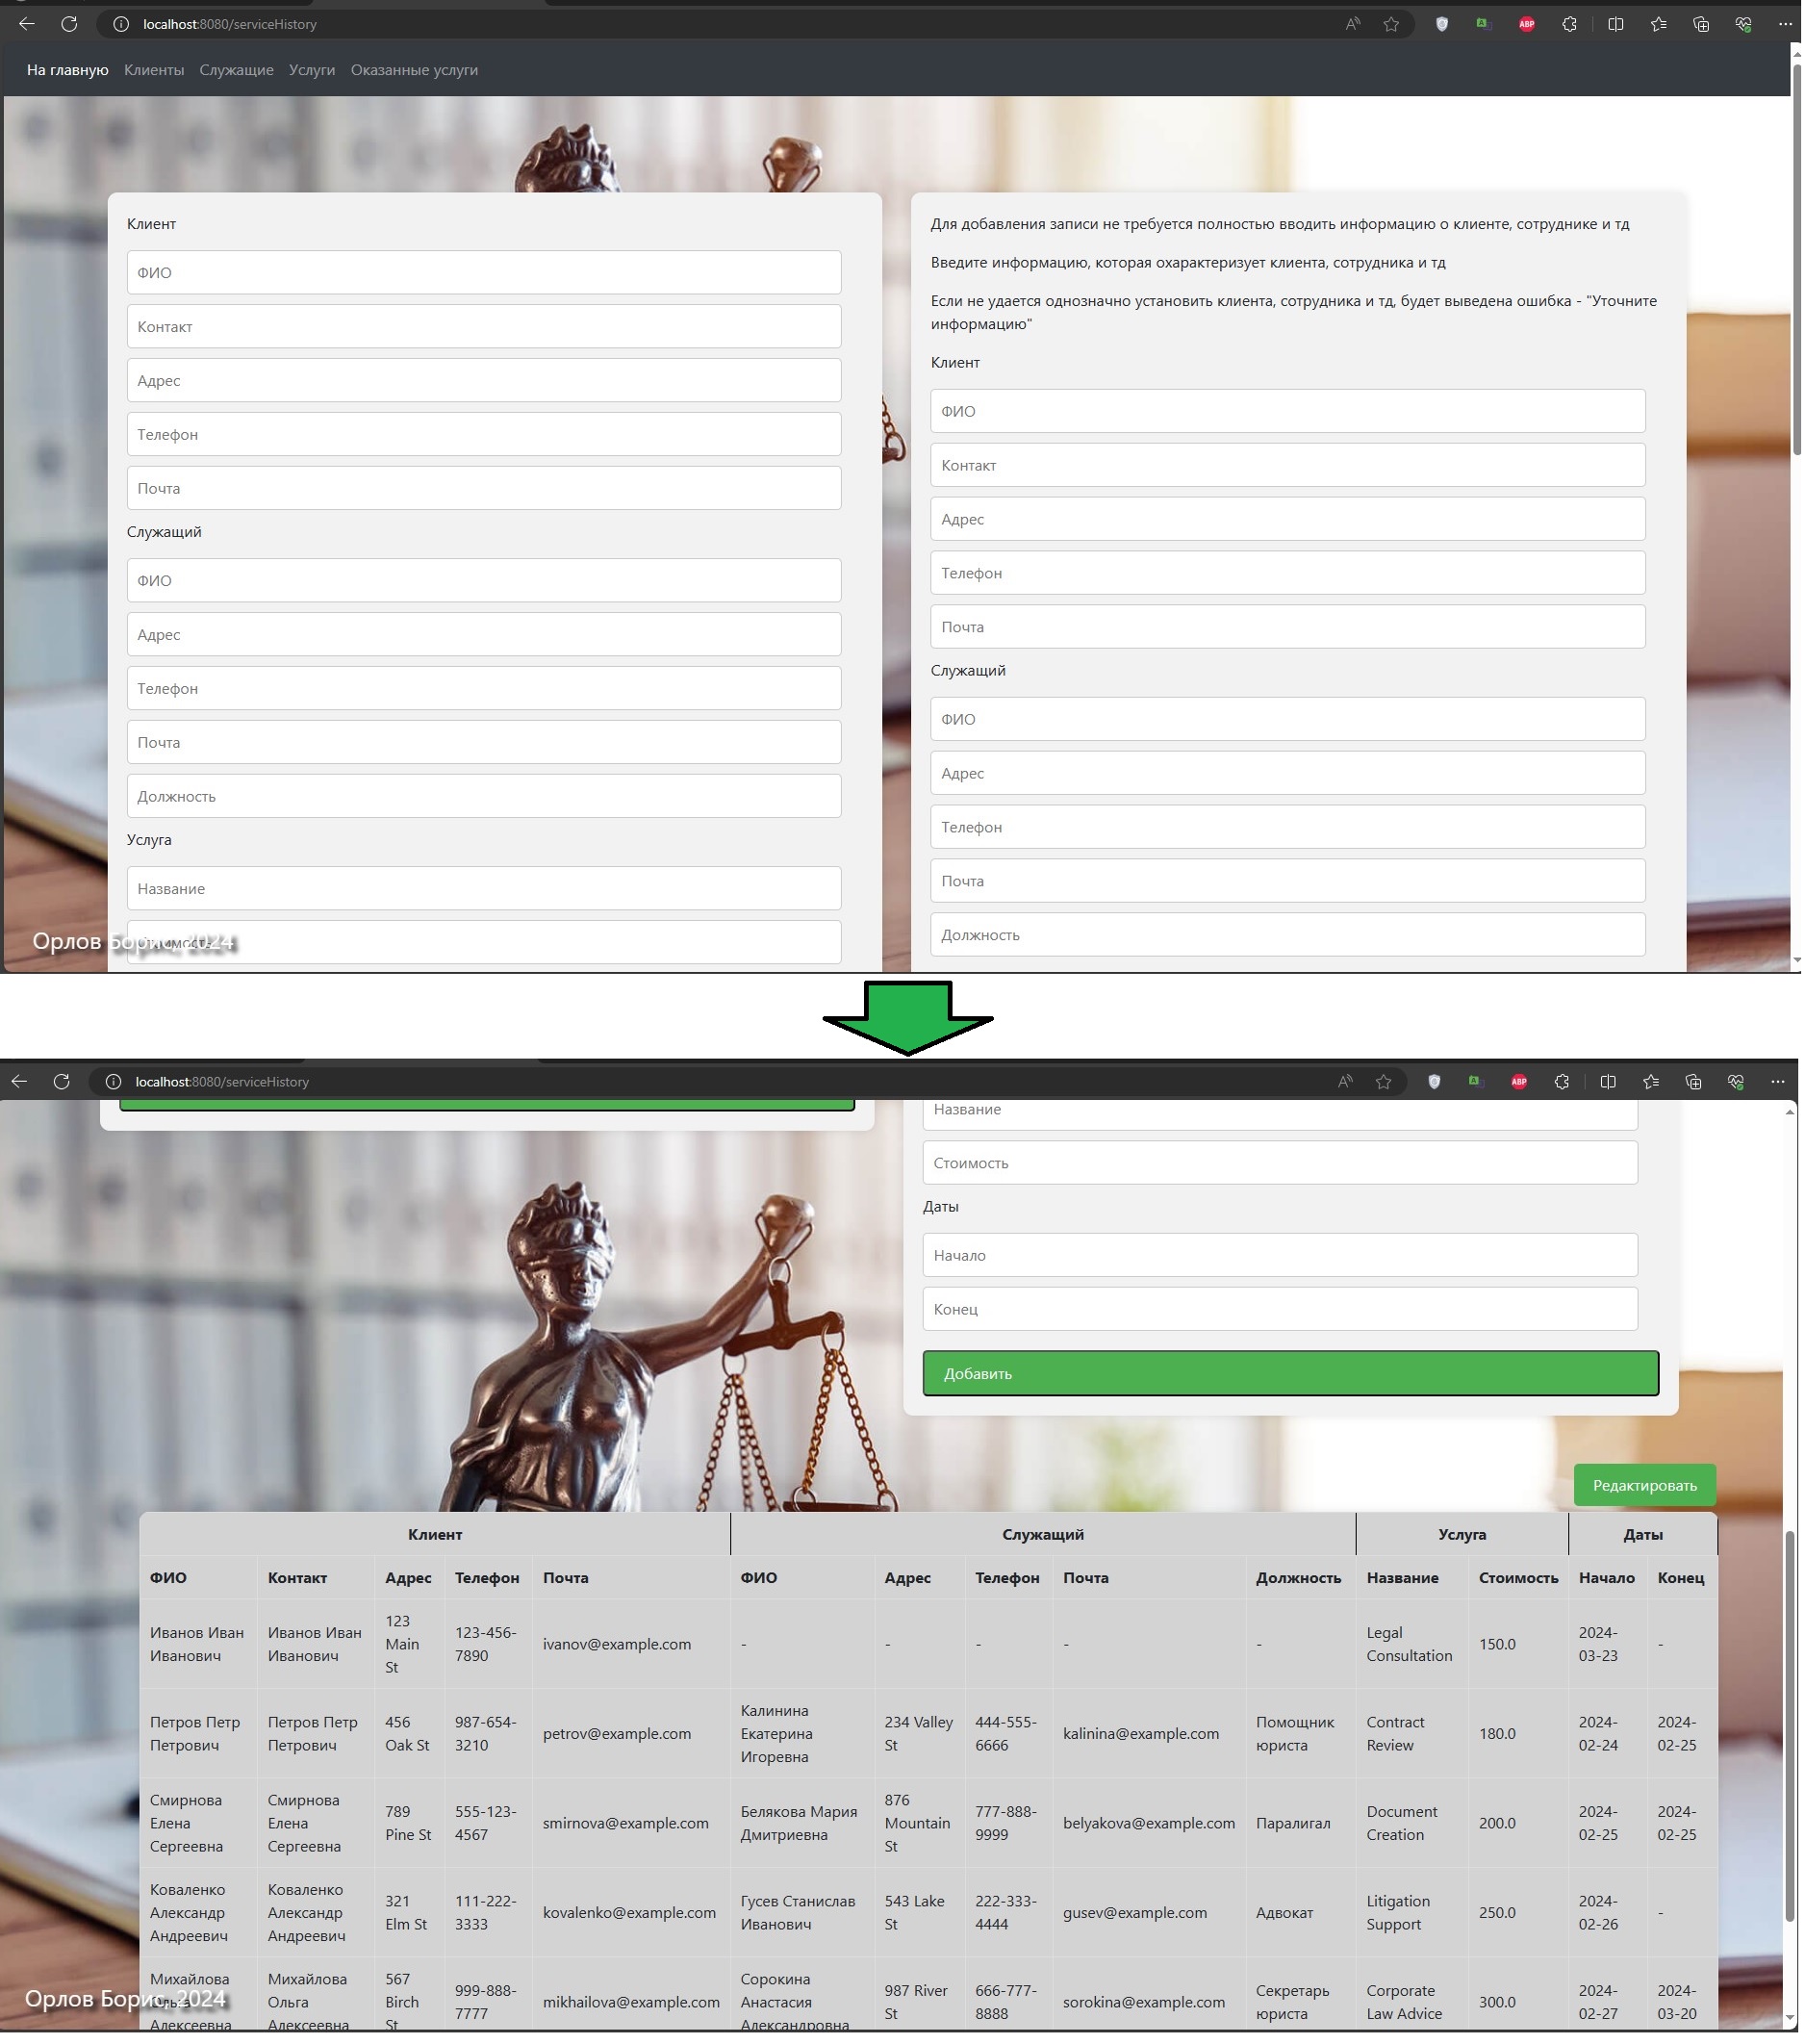 localhost:8080/serviceHistory
ABP
На главную Клиенты Служащие Услуги Оказанные услуги
Клиент
ФИО
Контакт
Адрес
Телефон
Почта
Служащий
ФИО
Адрес
Телефон
Почта
Должность
Услуга
Название
Стоимость
Для добавления записи не требуется полностью вводить информацию о клиенте, сотруднике и тд
Введите информацию, которая охарактеризует клиента, сотрудника и тд
Если не удается однозначно установить клиента, сотрудника и тд, будет выведена ошибка - "Уточните
информацию"
Клиент
ФИО
Контакт
Адрес
Телефон
Почта
Служащий
ФИО
Адрес
Телефон
Почта
Должность
Орлов Борис, 2024
localhost:8080/serviceHistory
ABP
Название
Стоимость
Даты
Начало
Конец
Добавить
Редактировать
Клиент Служащий Услуга Даты
ФИО Контакт Адрес Телефон Почта ФИО Адрес Телефон Почта Должность Название Стоимость Начало Конец
Иванов Иван
Иванович
Иванов Иван
Иванович
123
Main
St
123-456-
7890
ivanov@example.com
-
-
-
-
-
Legal
Consultation
150.0
2024-
03-23
-
Петров Петр
Петрович
Петров Петр
Петрович
456
Oak St
987-654-
3210
petrov@example.com
Калинина
Екатерина
Игоревна
234 Valley
St
444-555-
6666
kalinina@example.com
Помощник
юриста
Contract
Review
180.0
2024-
02-24
2024-
02-25
Смирнова
Елена
Сергеевна
Смирнова
Елена
Сергеевна
789
Pine St
555-123-
4567
smirnova@example.com
Белякова Мария
Дмитриевна
876
Mountain
St
777-888-
9999
belyakova@example.com
Паралигал
Document
Creation
200.0
2024-
02-25
2024-
02-25
Коваленко
Александр
Андреевич
Коваленко
Александр
Андреевич
321
Elm St
111-222-
3333
kovalenko@example.com
Гусев Станислав
Иванович
543 Lake
St
222-333-
4444
gusev@example.com
Адвокат
Litigation
Support
250.0
2024-
02-26
-
Михайлова
Ольга
Алексеевна
Михайлова
Ольга
Алексеевна
567
Birch
St
999-888-
7777
mikhailova@example.com
Сорокина
Анастасия
Александровна
987 River
St
666-777-
8888
sorokina@example.com
Секретарь
юриста
Corporate
Law Advice
300.0
2024-
02-27
2024-
03-20
Орлов Борис, 2024